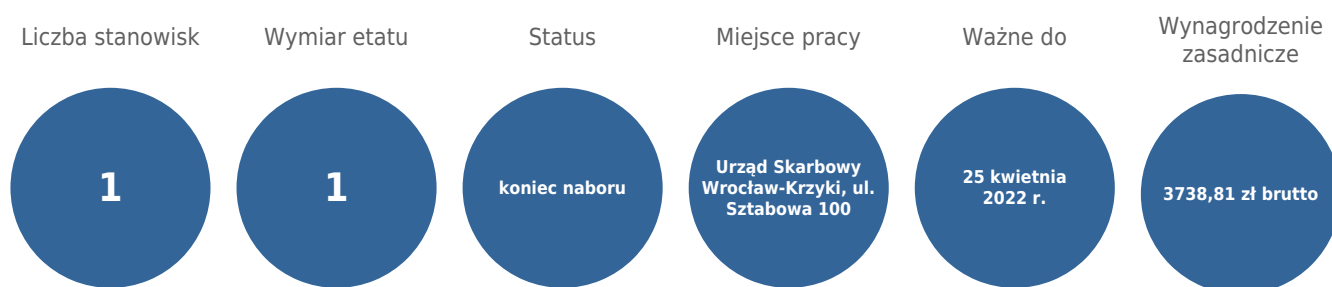 Liczba stanowisk
1
Wymiar etatu
1
Status
koniec naboru
Miejsce pracy
Urząd Skarbowy
Wrocław-Krzyki, ul.
Sztabowa 100
Ważne do
25 kwietnia
2022 r.
Wynagrodzenie
zasadnicze
3738,81 zł brutto